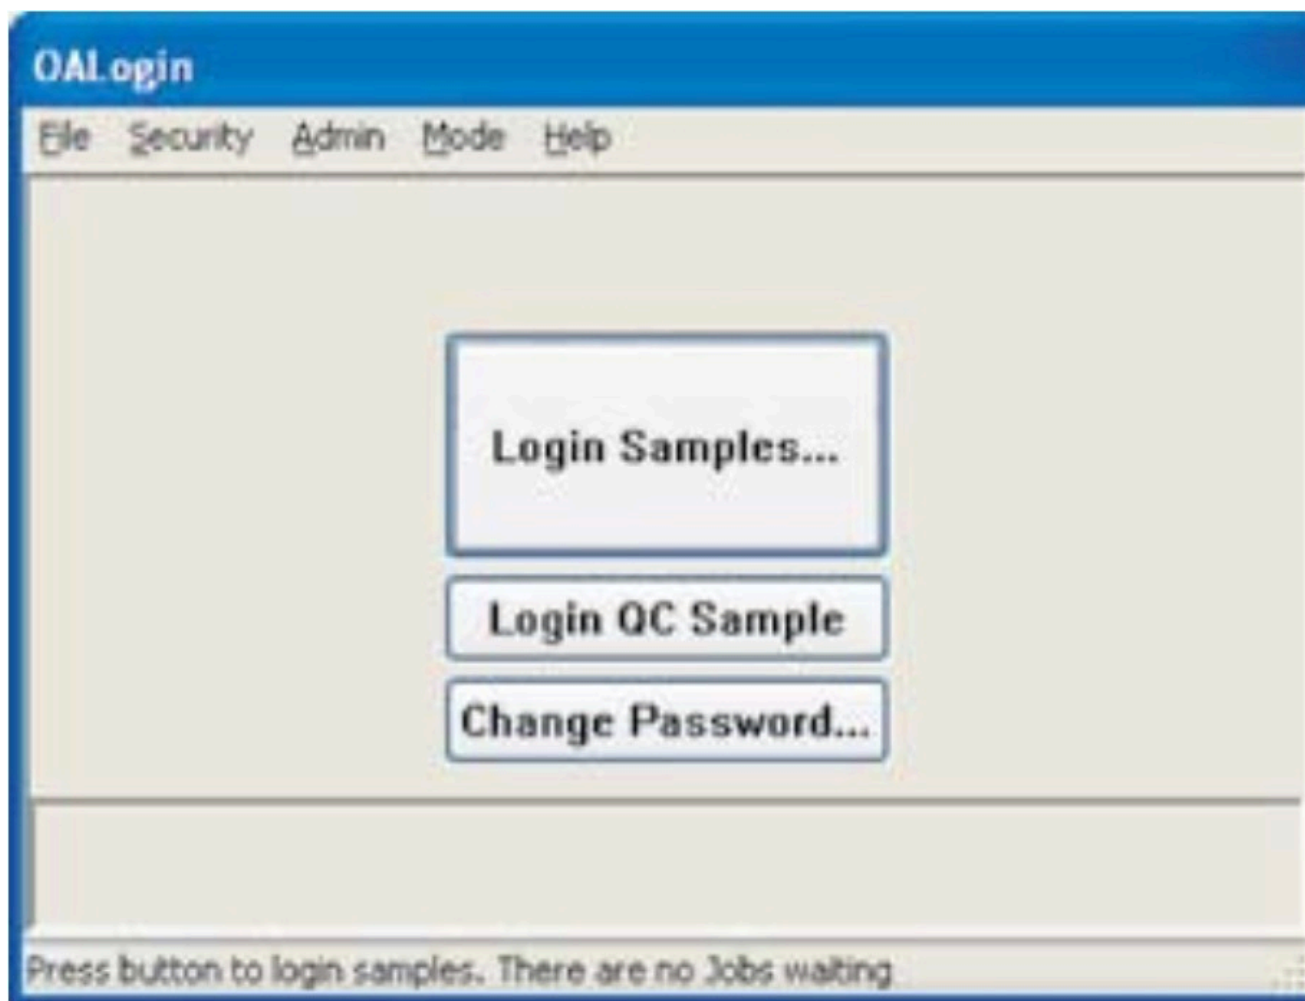 OALogin
File Security Admin Mode Help
Login Samples...
Login QC Sample
Change Password...
Press button to login samples. There are no Jobs waiting